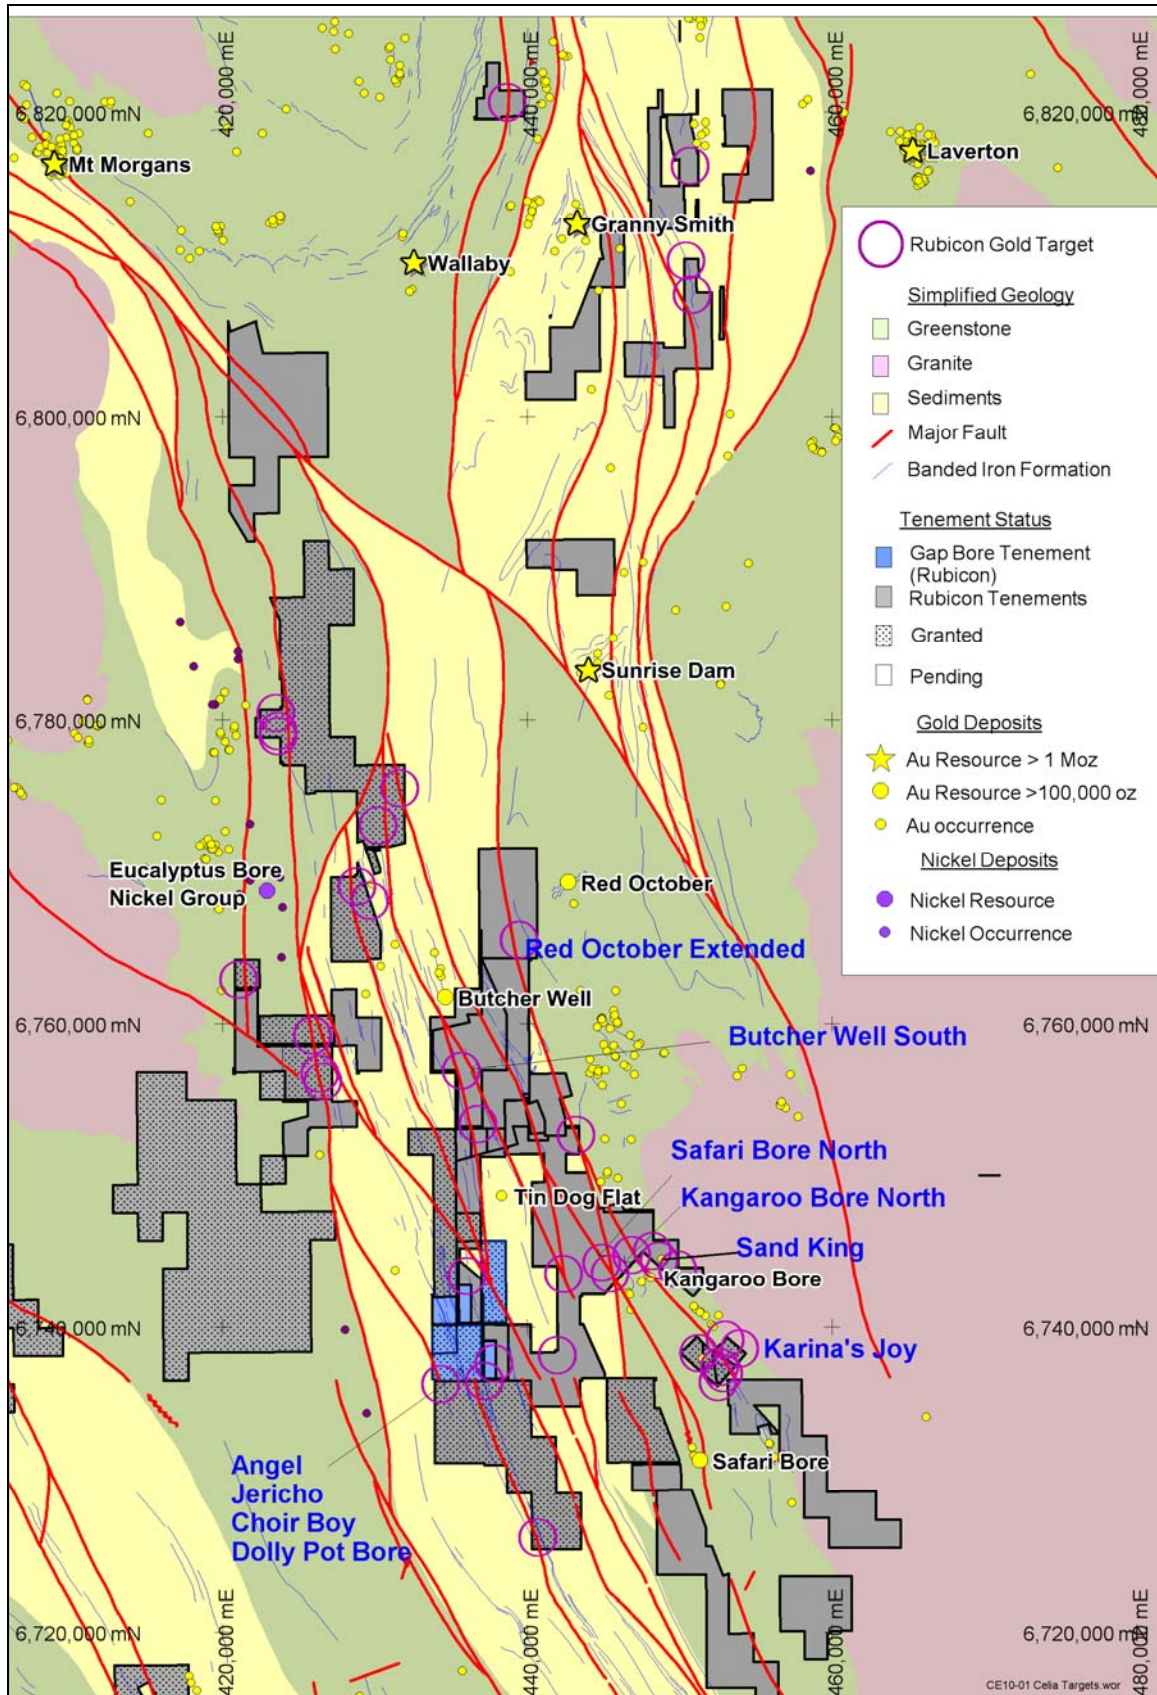 420,000 mE
440,000 mE
460,000 mE
480,000 mE
6,820,000 mN
6,820,000 mN
Mt Morgans
Laverton
Granny Smith
Wallaby
Rubicon Gold Target
Simplified Geology
Greenstone
Granite
Sediments
Major Fault
Banded Iron Formation
Tenement Status
Gap Bore Tenement
(Rubicon)
Rubicon Tenements
Granted
Pending
Gold Deposits
Au Resource > 1 Moz
Au Resource >100,000 oz
Au occurrence
Nickel Deposits
Nickel Resource
Nickel Occurrence
6,800,000 mN
Sunrise Dam
6,780,000 mN
Eucalyptus Bore
Nickel Group
Red October
Red October Extended
Butcher Well
6,760,000 mN
6,760,000 mN
Butcher Well South
Safari Bore North
Tin Dog Flat
Kangaroo Bore North
Sand King
Kangaroo Bore
6,740,000 mN
6,740,000 mN
Karina's Joy
Safari Bore
Angel
Jericho
Choir Boy
Dolly Pot Bore
6,720,000 mN
6,720,000 mN
420,000 mE
440,000 mE
460,000 mE
480,000 mE
CE10-01 Celia Targets.wor